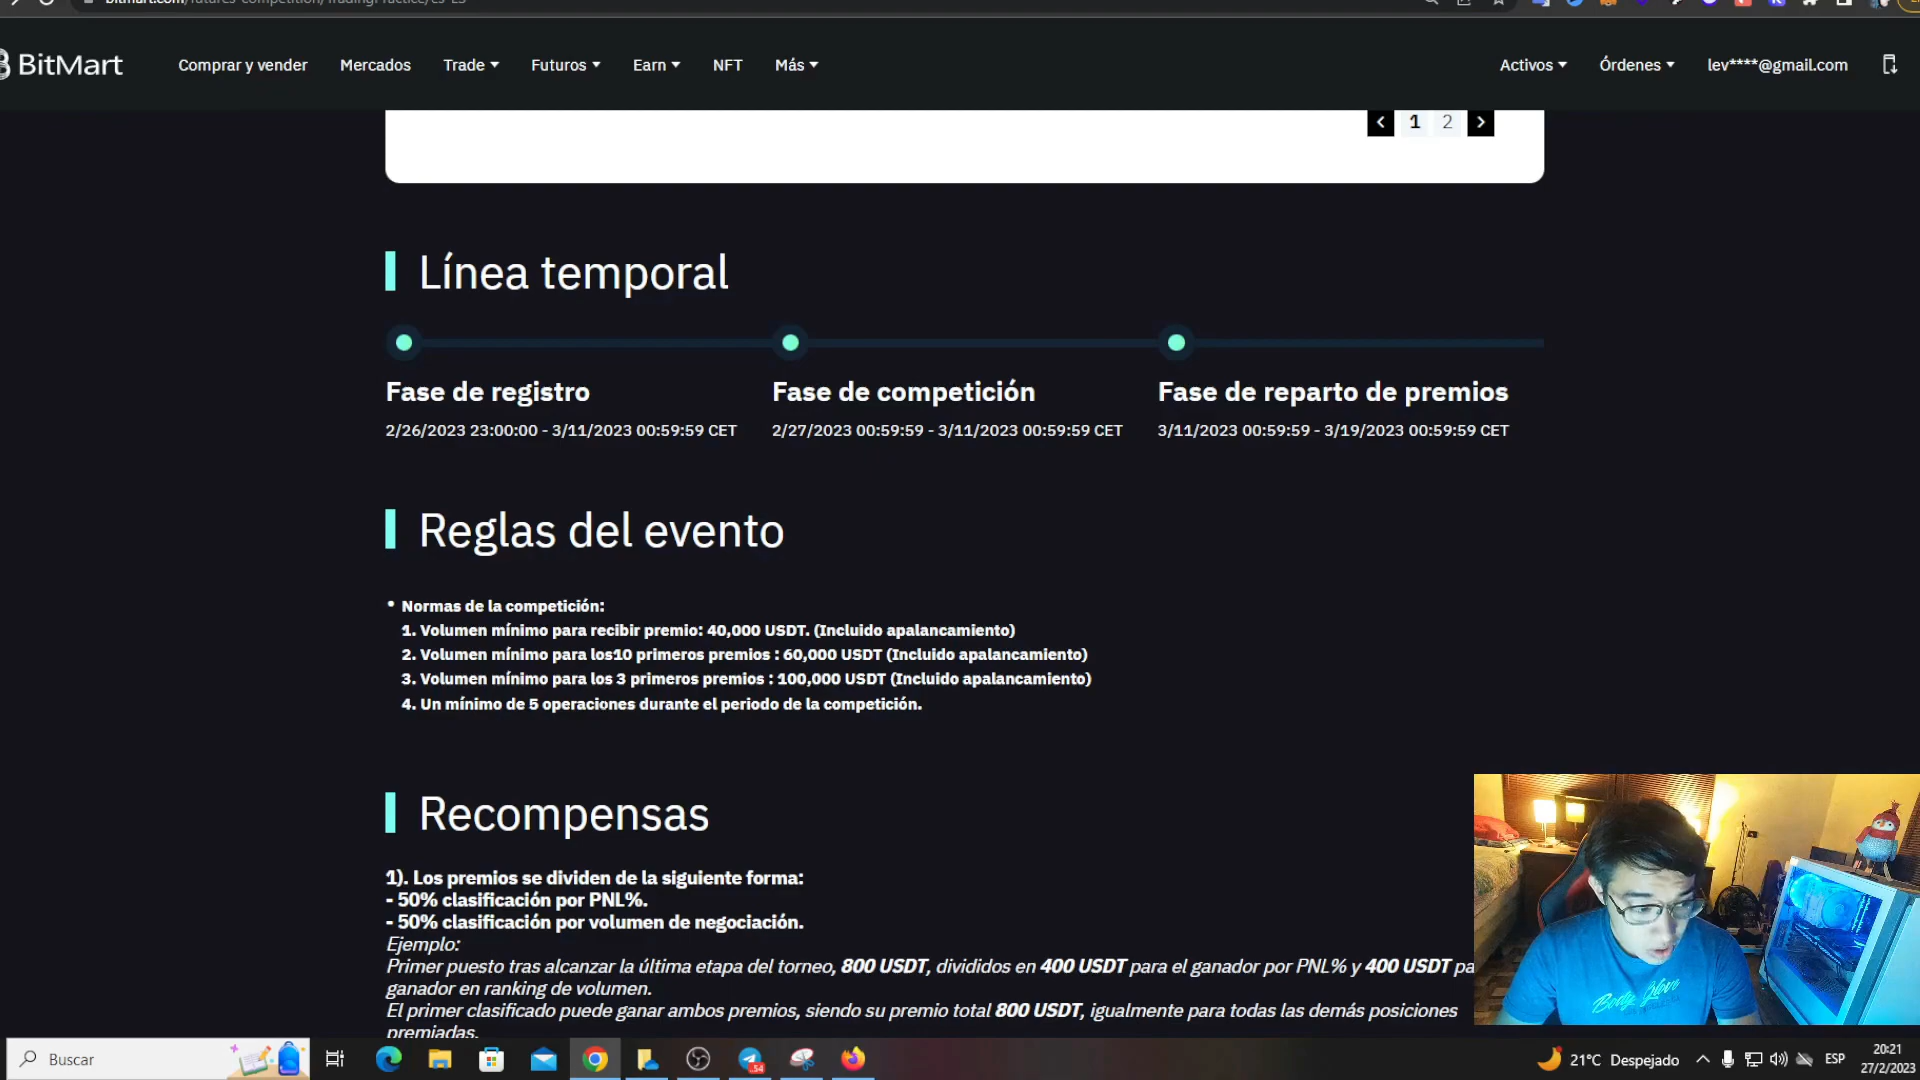 BitMart
Comprar y vender
Mercados
Trade
Futuros
Earn
NFT
Más
Activos
Órdenes
lev****@gmail.com
1 2
Línea temporal
Fase de registro
2/26/2023 23:00:00 - 3/11/2023 00:59:59 CET
Fase de competición
2/27/2023 00:59:59 - 3/11/2023 00:59:59 CET
Fase de reparto de premios
3/11/2023 00:59:59 - 3/19/2023 00:59:59 CET
Reglas del evento
• Normas de la competición:
1. Volumen mínimo para recibir premio: 40,000 USDT. (Incluido apalancamiento)
2. Volumen mínimo para los10 primeros premios : 60,000 USDT (Incluido apalancamiento)
3. Volumen mínimo para los 3 primeros premios : 100,000 USDT (Incluido apalancamiento)
4. Un mínimo de 5 operaciones durante el periodo de la competición.
Recompensas
1). Los premios se dividen de la siguiente forma:
- 50% clasificación por PNL%.
- 50% clasificación por volumen de negociación.
Ejemplo:
Primer puesto tras alcanzar la última etapa del torneo, 800 USDT, divididos en 400 USDT para el ganador por PNL% y 400 USDT pa
ganador en ranking de volumen.
El primer clasificado puede ganar ambos premios, siendo su premio total 800 USDT, igualmente para todas las demás posiciones
premiadas.
Body Glove
Buscar
54
21°C Despejado
ESP
20:21
27/2/2023